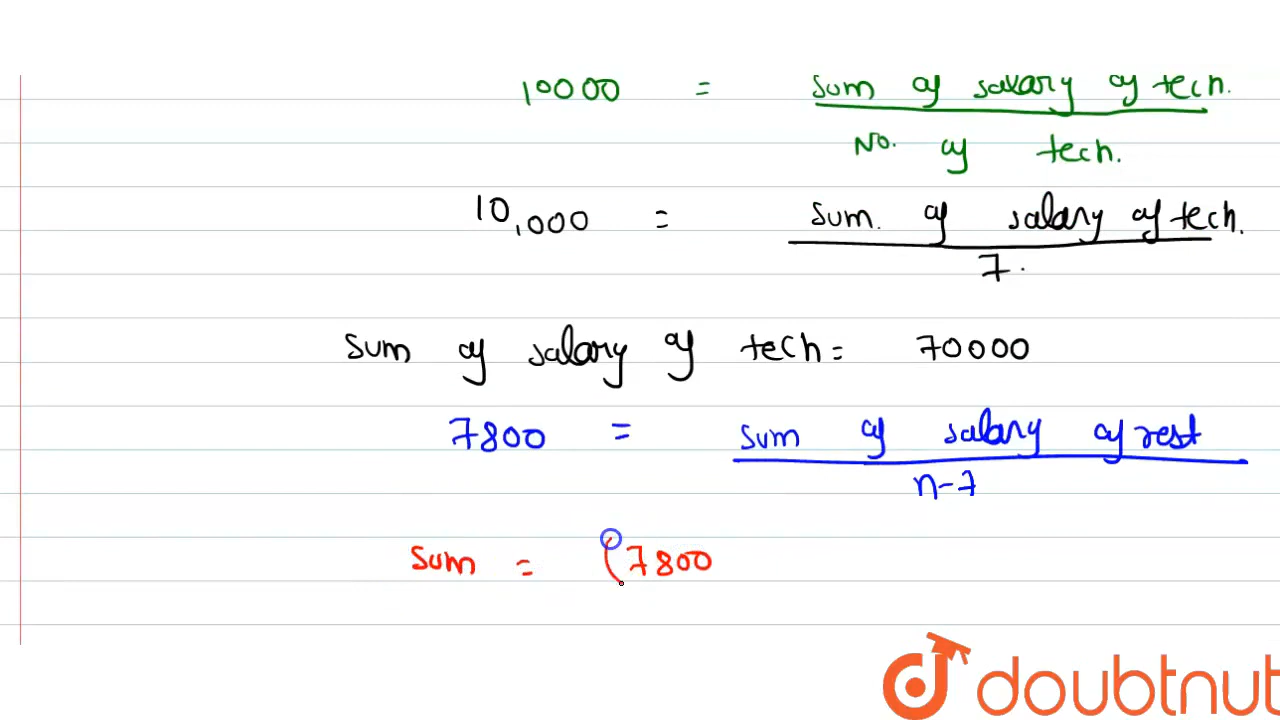 10000 = sum of salary of tech.
No. of tech.
10,000 = sum. of salary of tech.
7.
sum of salary of tech = 70000
7800 = sum of salary of rest
n-7
sum = (7800
doubtnut